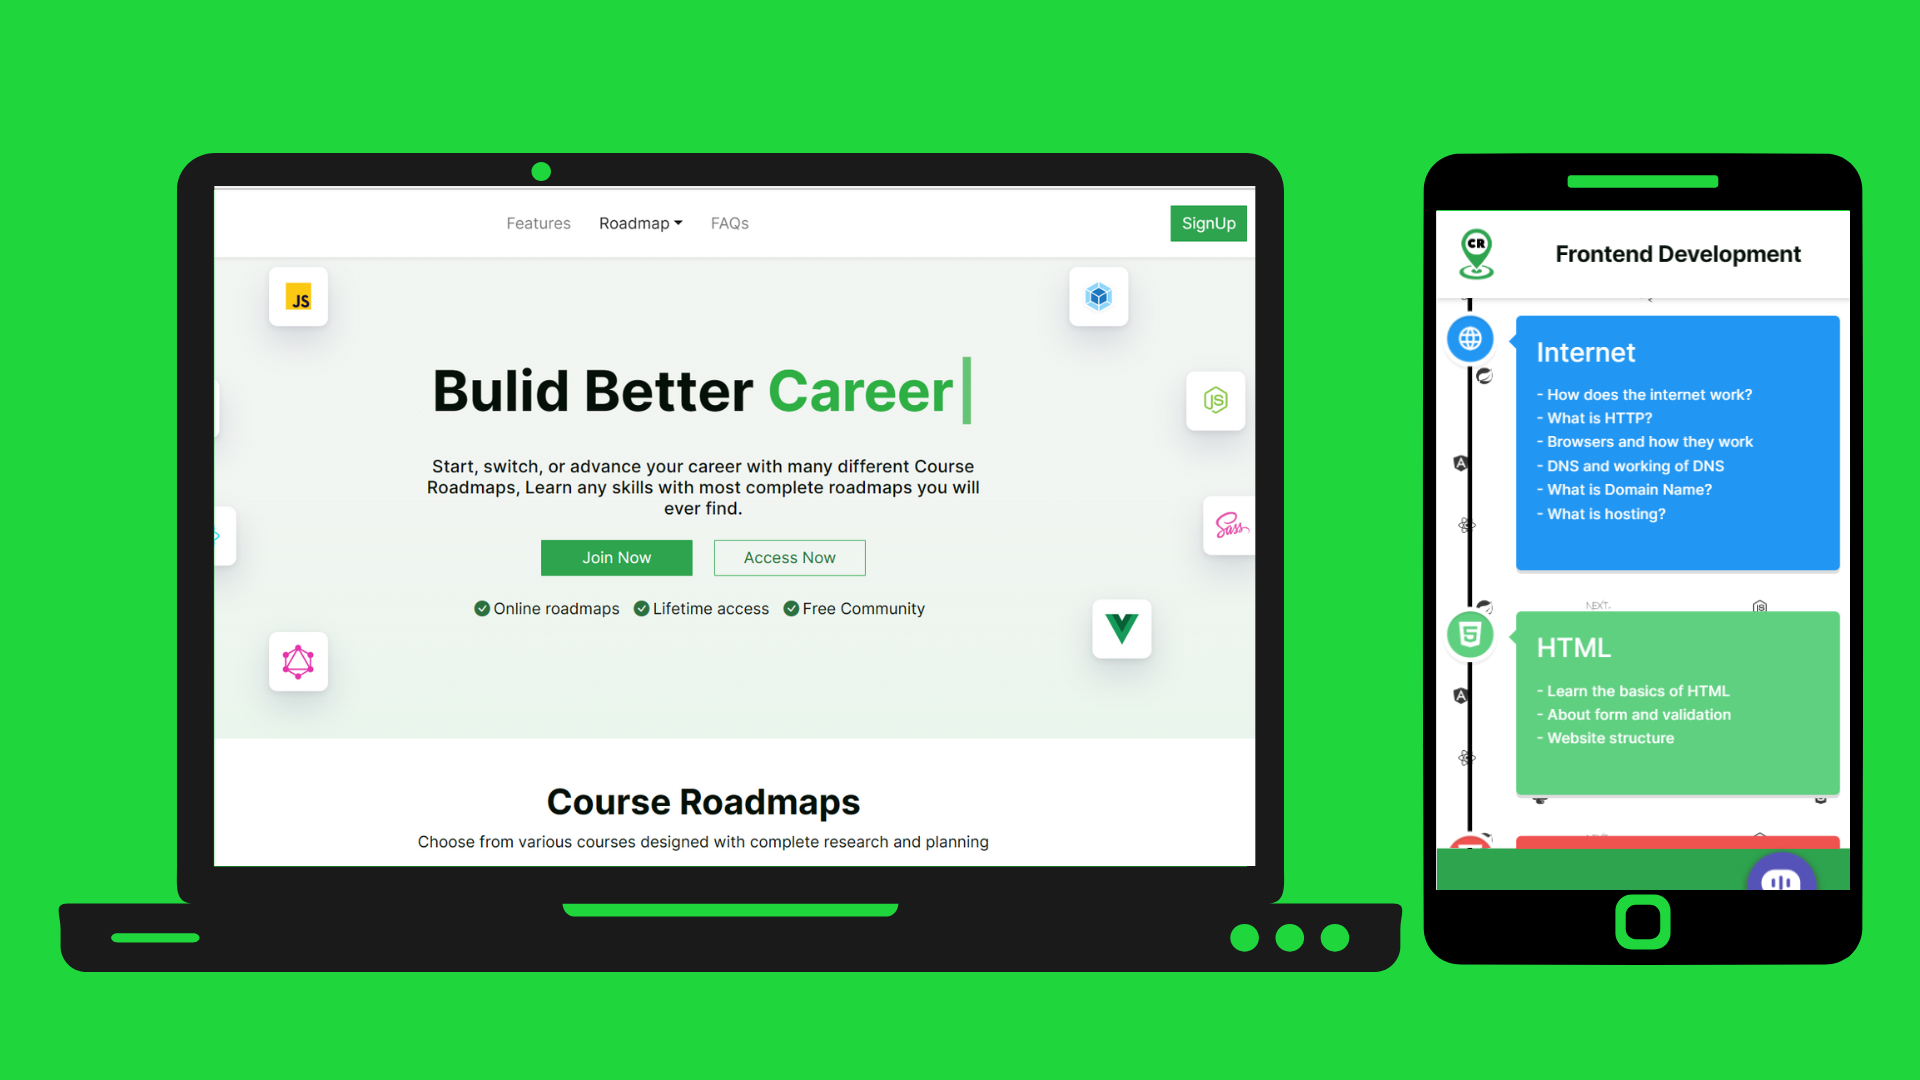 Features Roadmap FAQs SignUp
JS
Bulid Better Career
JS
Start, switch, or advance your career with many different Course
Roadmaps, Learn any skills with most complete roadmaps you will
ever find.
Sass
Join Now Access Now
Online roadmaps Lifetime access Free Community
Course Roadmaps
Choose from various courses designed with complete research and planning
CR
Frontend Development
Internet
- How does the internet work?
- What is HTTP?
- Browsers and how they work
- DNS and working of DNS
- What is Domain Name?
- What is hosting?
NEXT
JS
5
HTML
- Learn the basics of HTML
- About form and validation
- Website structure